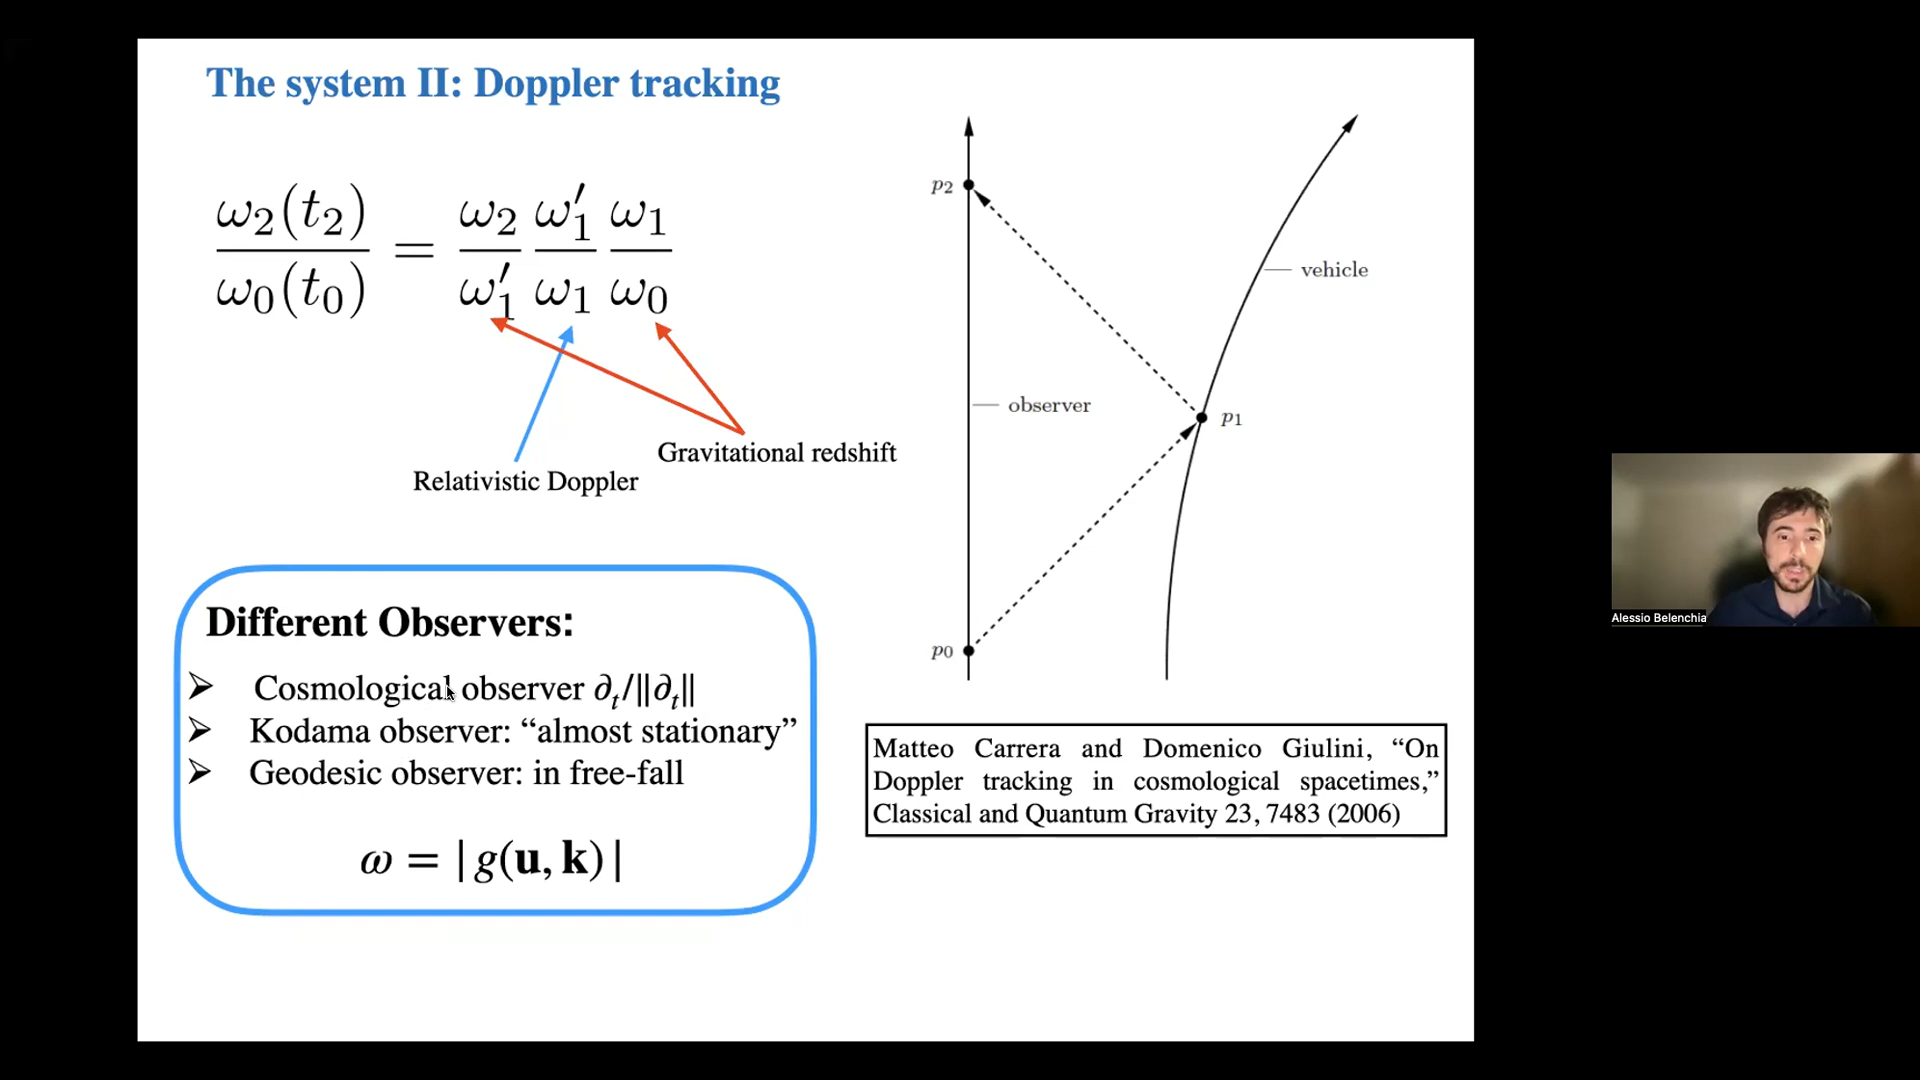 The system II: Doppler tracking
ω₂(t₂)/ω₀(t₀) = ω₂/ω′₁ ω′₁/ω₁ ω₁/ω₀
Gravitational redshift
Relativistic Doppler
Different Observers:
➢ Cosmological observer ∂ₜ/‖∂ₜ‖
➢ Kodama observer: “almost stationary”
➢ Geodesic observer: in free-fall
ω = |g(u, k)|
p₂
vehicle
observer
p₁
p₀
Matteo Carrera and Domenico Giulini, “On
Doppler tracking in cosmological spacetimes,”
Classical and Quantum Gravity 23, 7483 (2006)
Alessio Belenchia